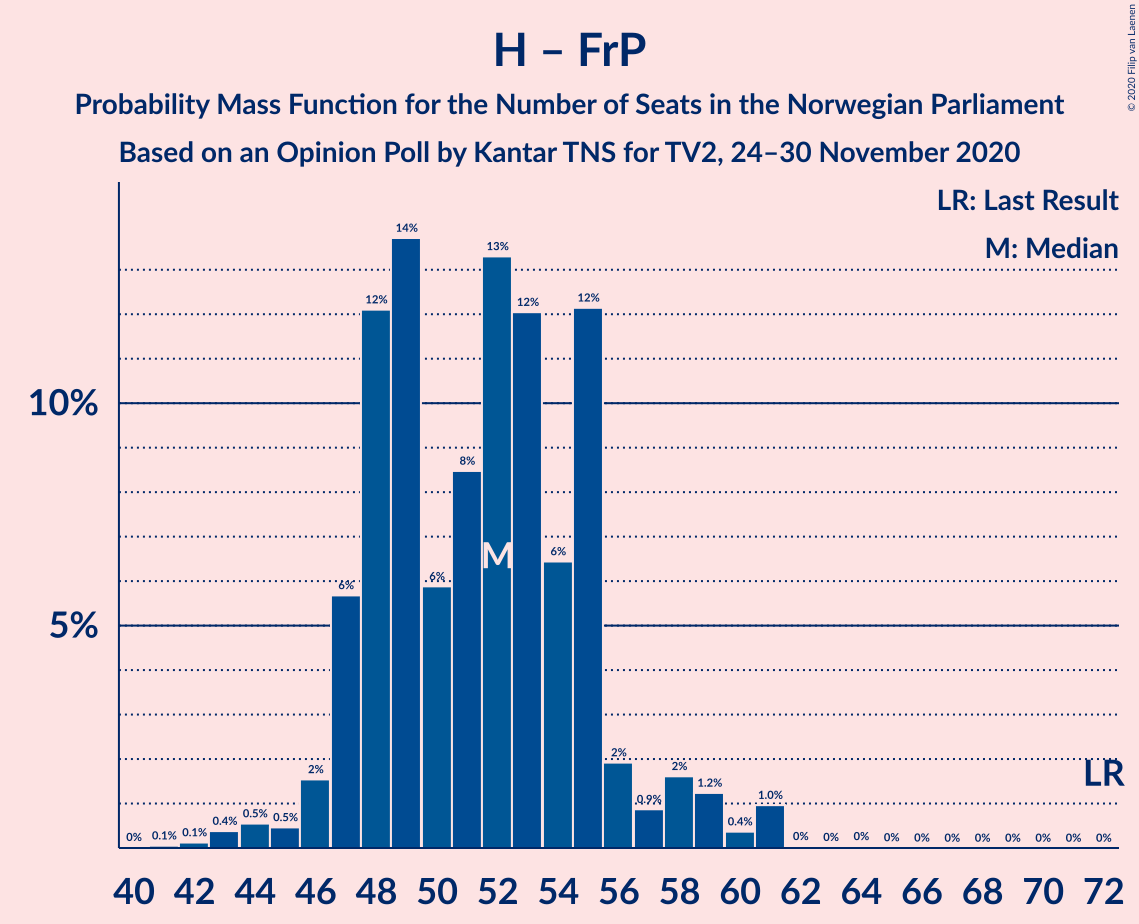 © 2020 Filip van Laenen
H – FrP
Probability Mass Function for the Number of Seats in the Norwegian Parliament
Based on an Opinion Poll by Kantar TNS for TV2, 24–30 November 2020
LR: Last Result
M: Median
10%
5%
0% 0.1% 0.1% 0.4% 0.5% 0.5% 2% 6% 12% 14% 6% 8% 13% 12% 6% 12% 2% 0.9% 2% 1.2% 0.4% 1.0% 0% 0% 0% 0% 0% 0% 0% 0% 0% 0% 0%
M
LR
40 42 44 46 48 50 52 54 56 58 60 62 64 66 68 70 72